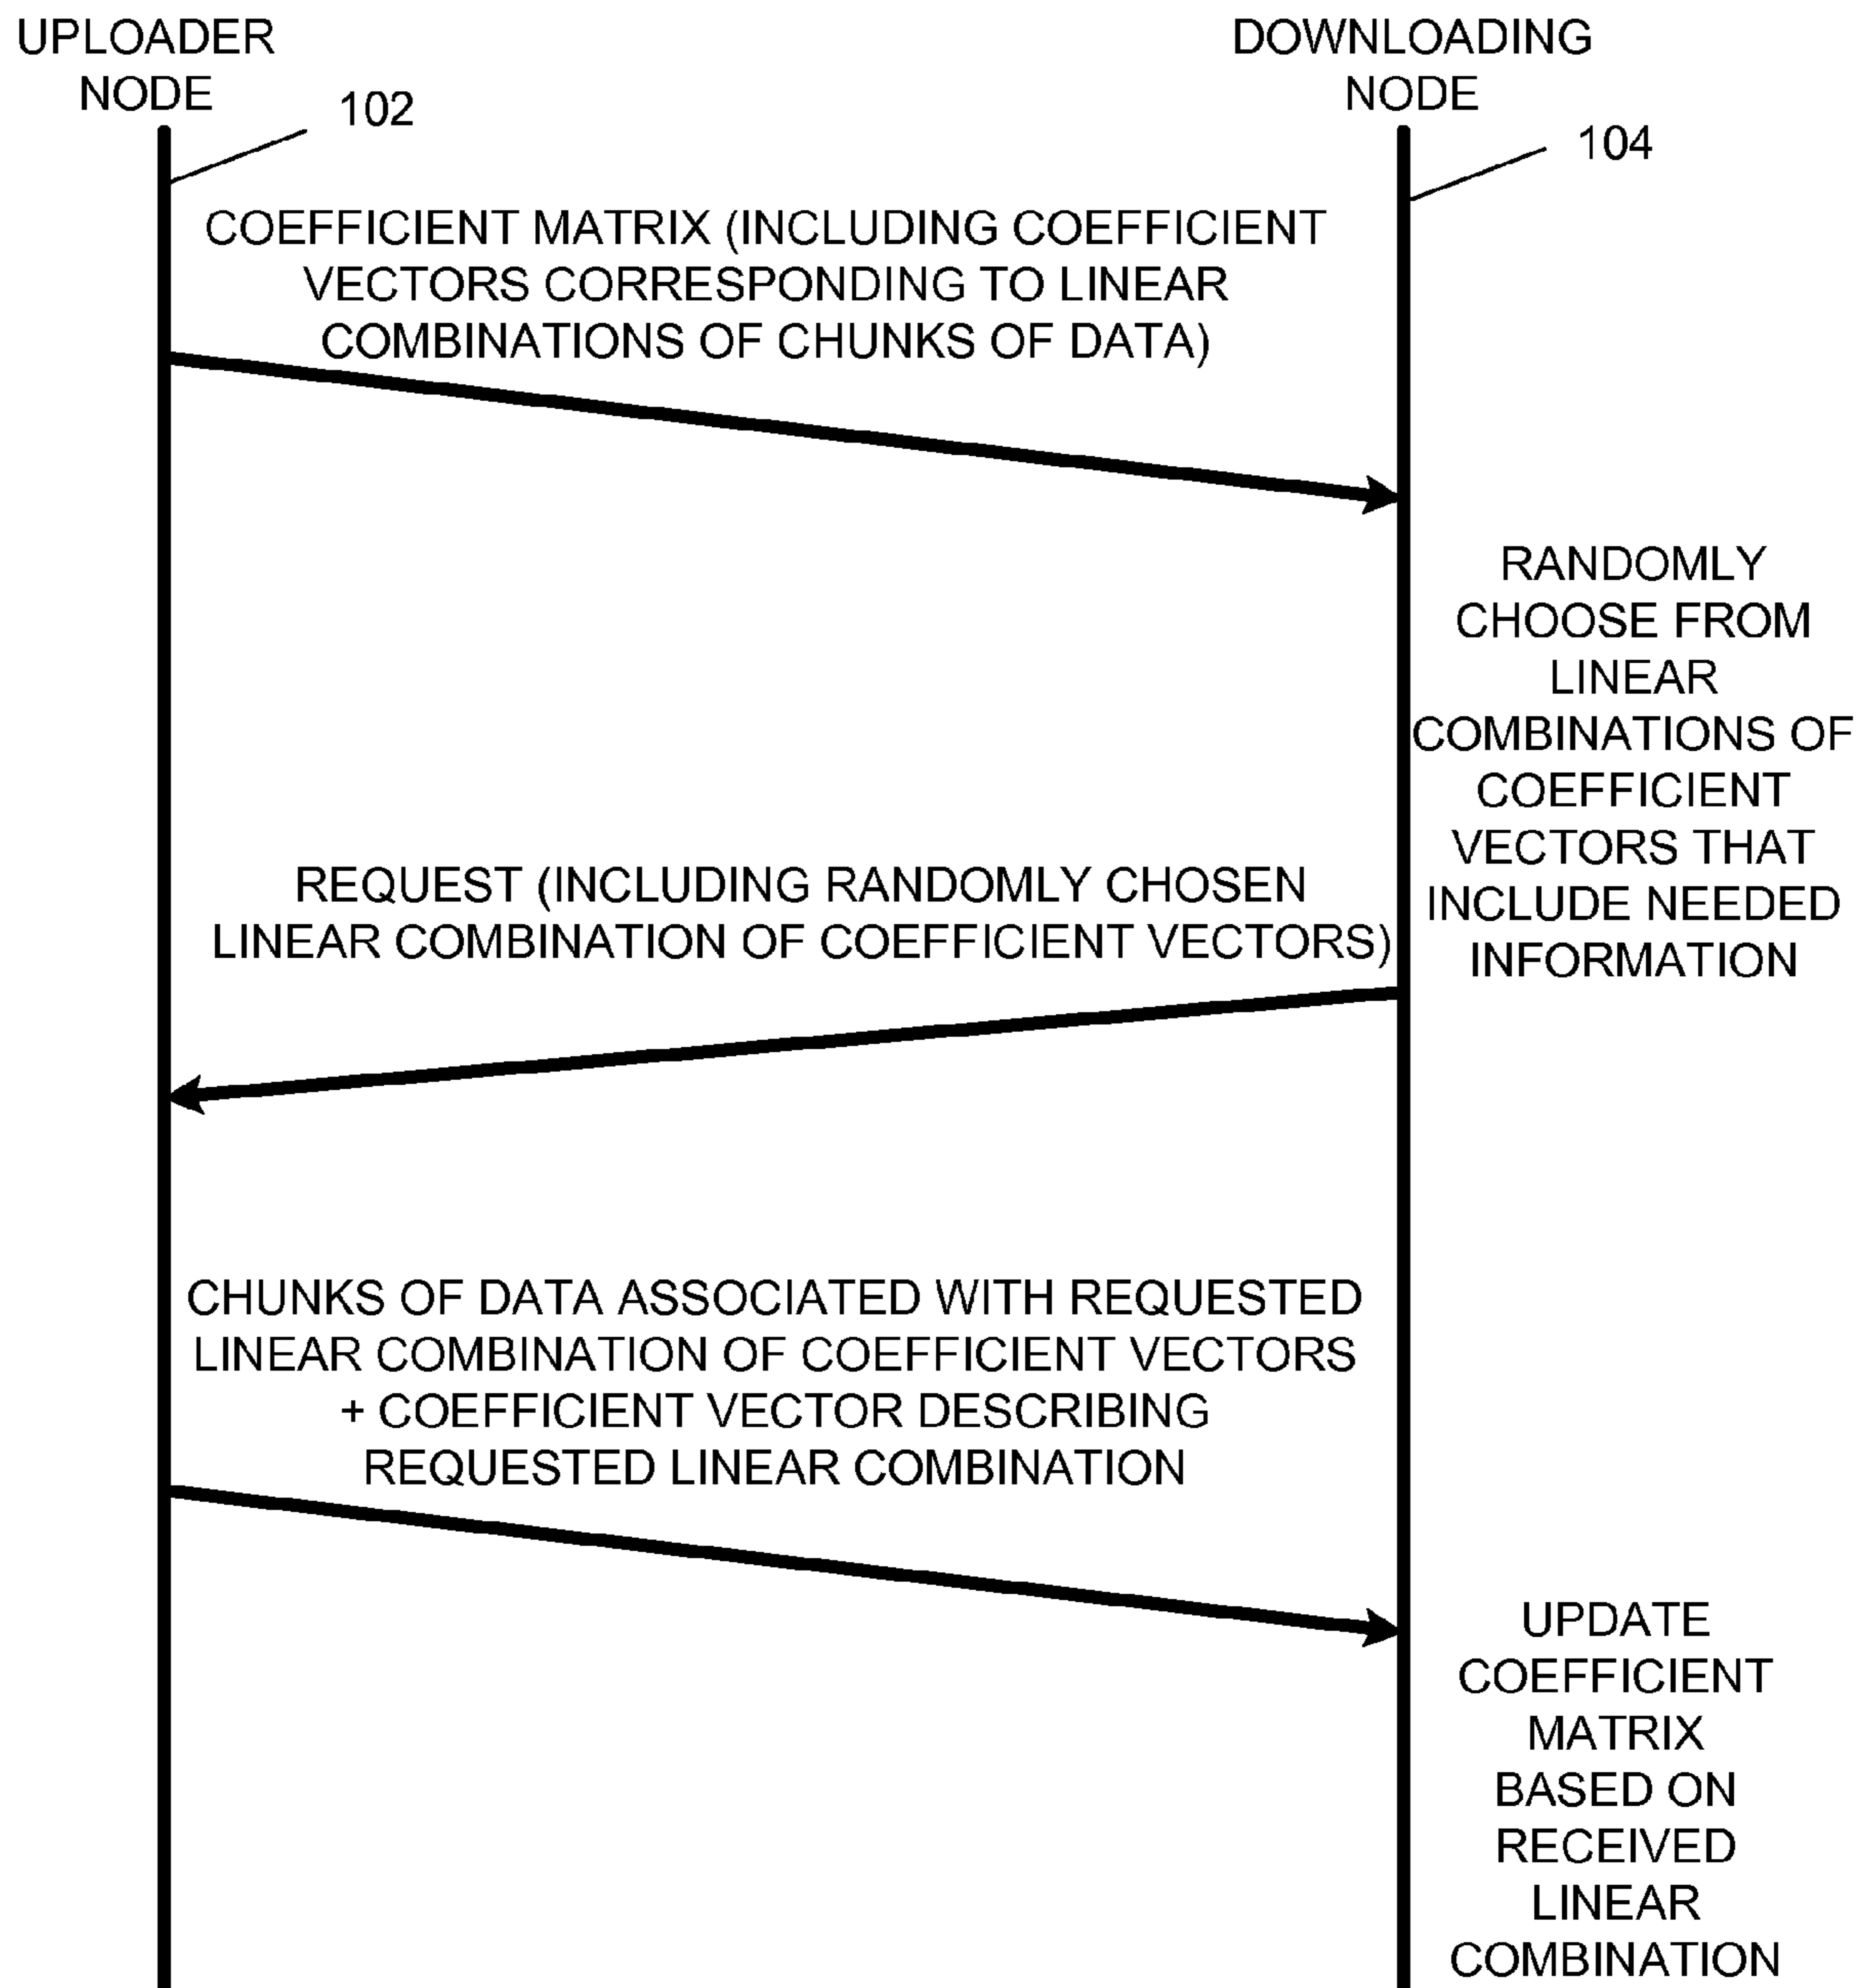 UPLOADER
NODE
DOWNLOADING
NODE
102
104
COEFFICIENT MATRIX (INCLUDING COEFFICIENT
VECTORS CORRESPONDING TO LINEAR
COMBINATIONS OF CHUNKS OF DATA)
RANDOMLY
CHOOSE FROM
LINEAR
COMBINATIONS OF
COEFFICIENT
VECTORS THAT
INCLUDE NEEDED
INFORMATION
REQUEST (INCLUDING RANDOMLY CHOSEN
LINEAR COMBINATION OF COEFFICIENT VECTORS)
CHUNKS OF DATA ASSOCIATED WITH REQUESTED
LINEAR COMBINATION OF COEFFICIENT VECTORS
+ COEFFICIENT VECTOR DESCRIBING
REQUESTED LINEAR COMBINATION
UPDATE
COEFFICIENT
MATRIX
BASED ON
RECEIVED
LINEAR
COMBINATION